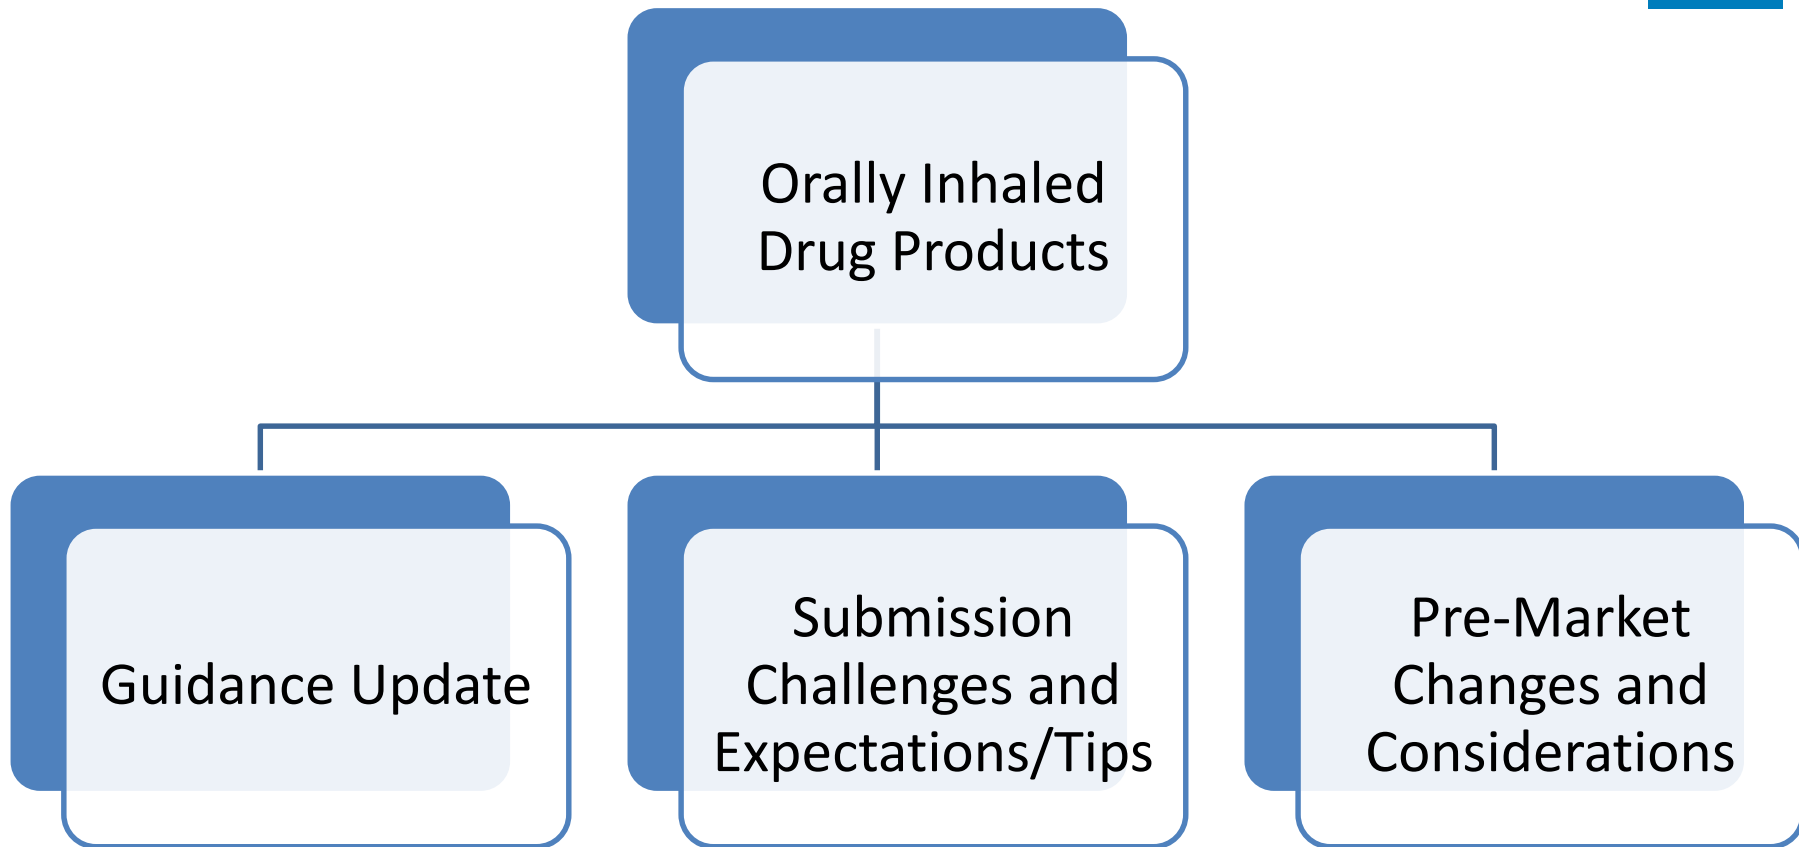 Orally Inhaled
Drug Products
Guidance Update
Submission
Challenges and
Expectations/Tips
Pre-Market
Changes and
Considerations